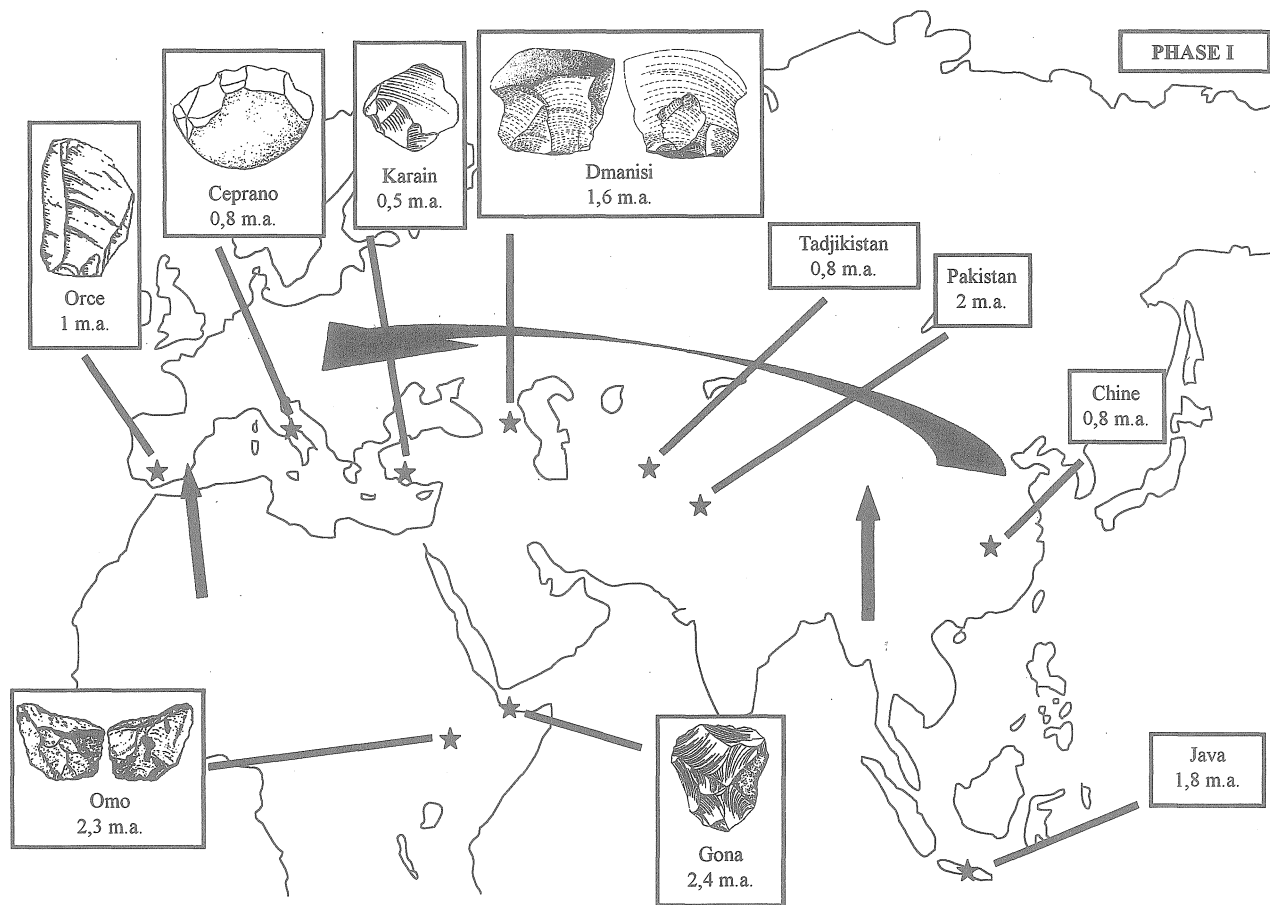 PHASE I
Orce
1 m.a.
Ceprano
0,8 m.a.
Karain
0,5 m.a.
Dmanisi
1,6 m.a.
Tadjikistan
0,8 m.a.
Pakistan
2 m.a.
Chine
0,8 m.a.
Omo
2,3 m.a.
Gona
2,4 m.a.
Java
1,8 m.a.